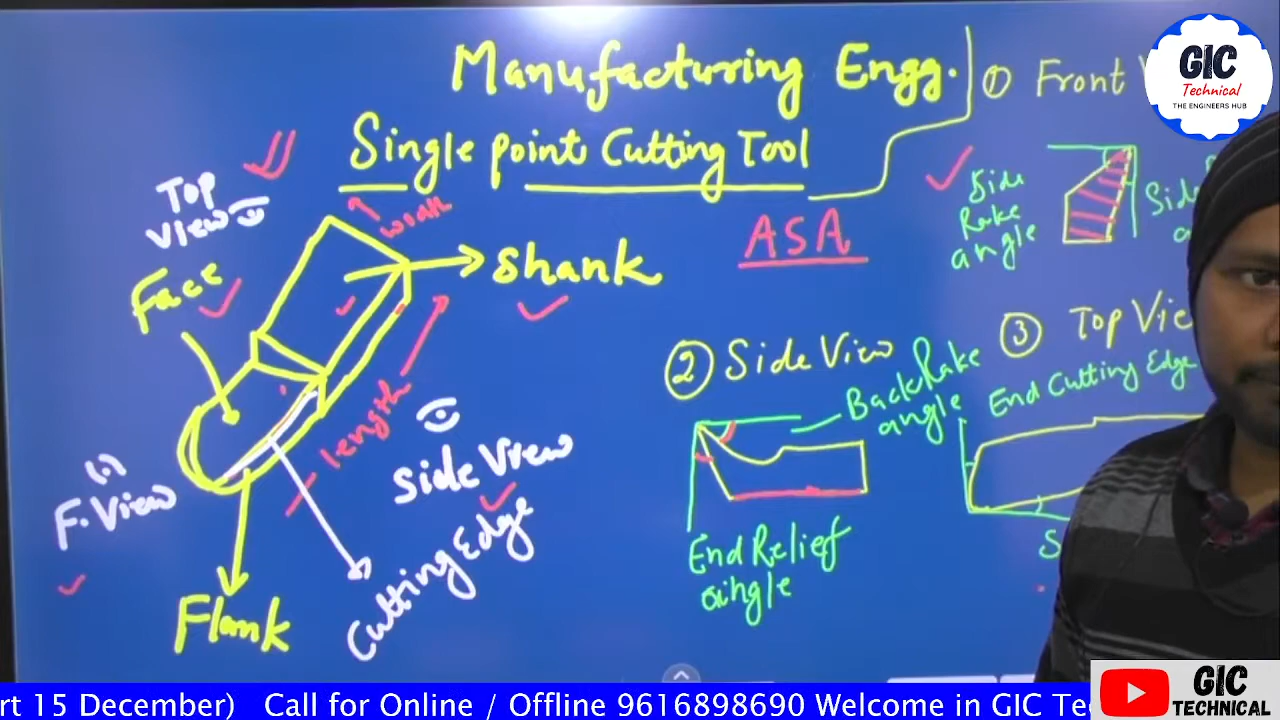 Manufacturing Engg.
Single point Cutting Tool
ASA
Top
View
Face
width
Shank
length
Side View
Cutting Edge
F. View
Flank
① Front
Side
Rake
angle
Side
② Side View
Back Rake
angle
End Relief
angle
③ Top Vie
End Cutting Edge
S
GIC
Technical
THE ENGINEERS HUB
rt 15 December) Call for Online / Offline 9616898690 Welcome in GIC Te
GIC
TECHNICAL